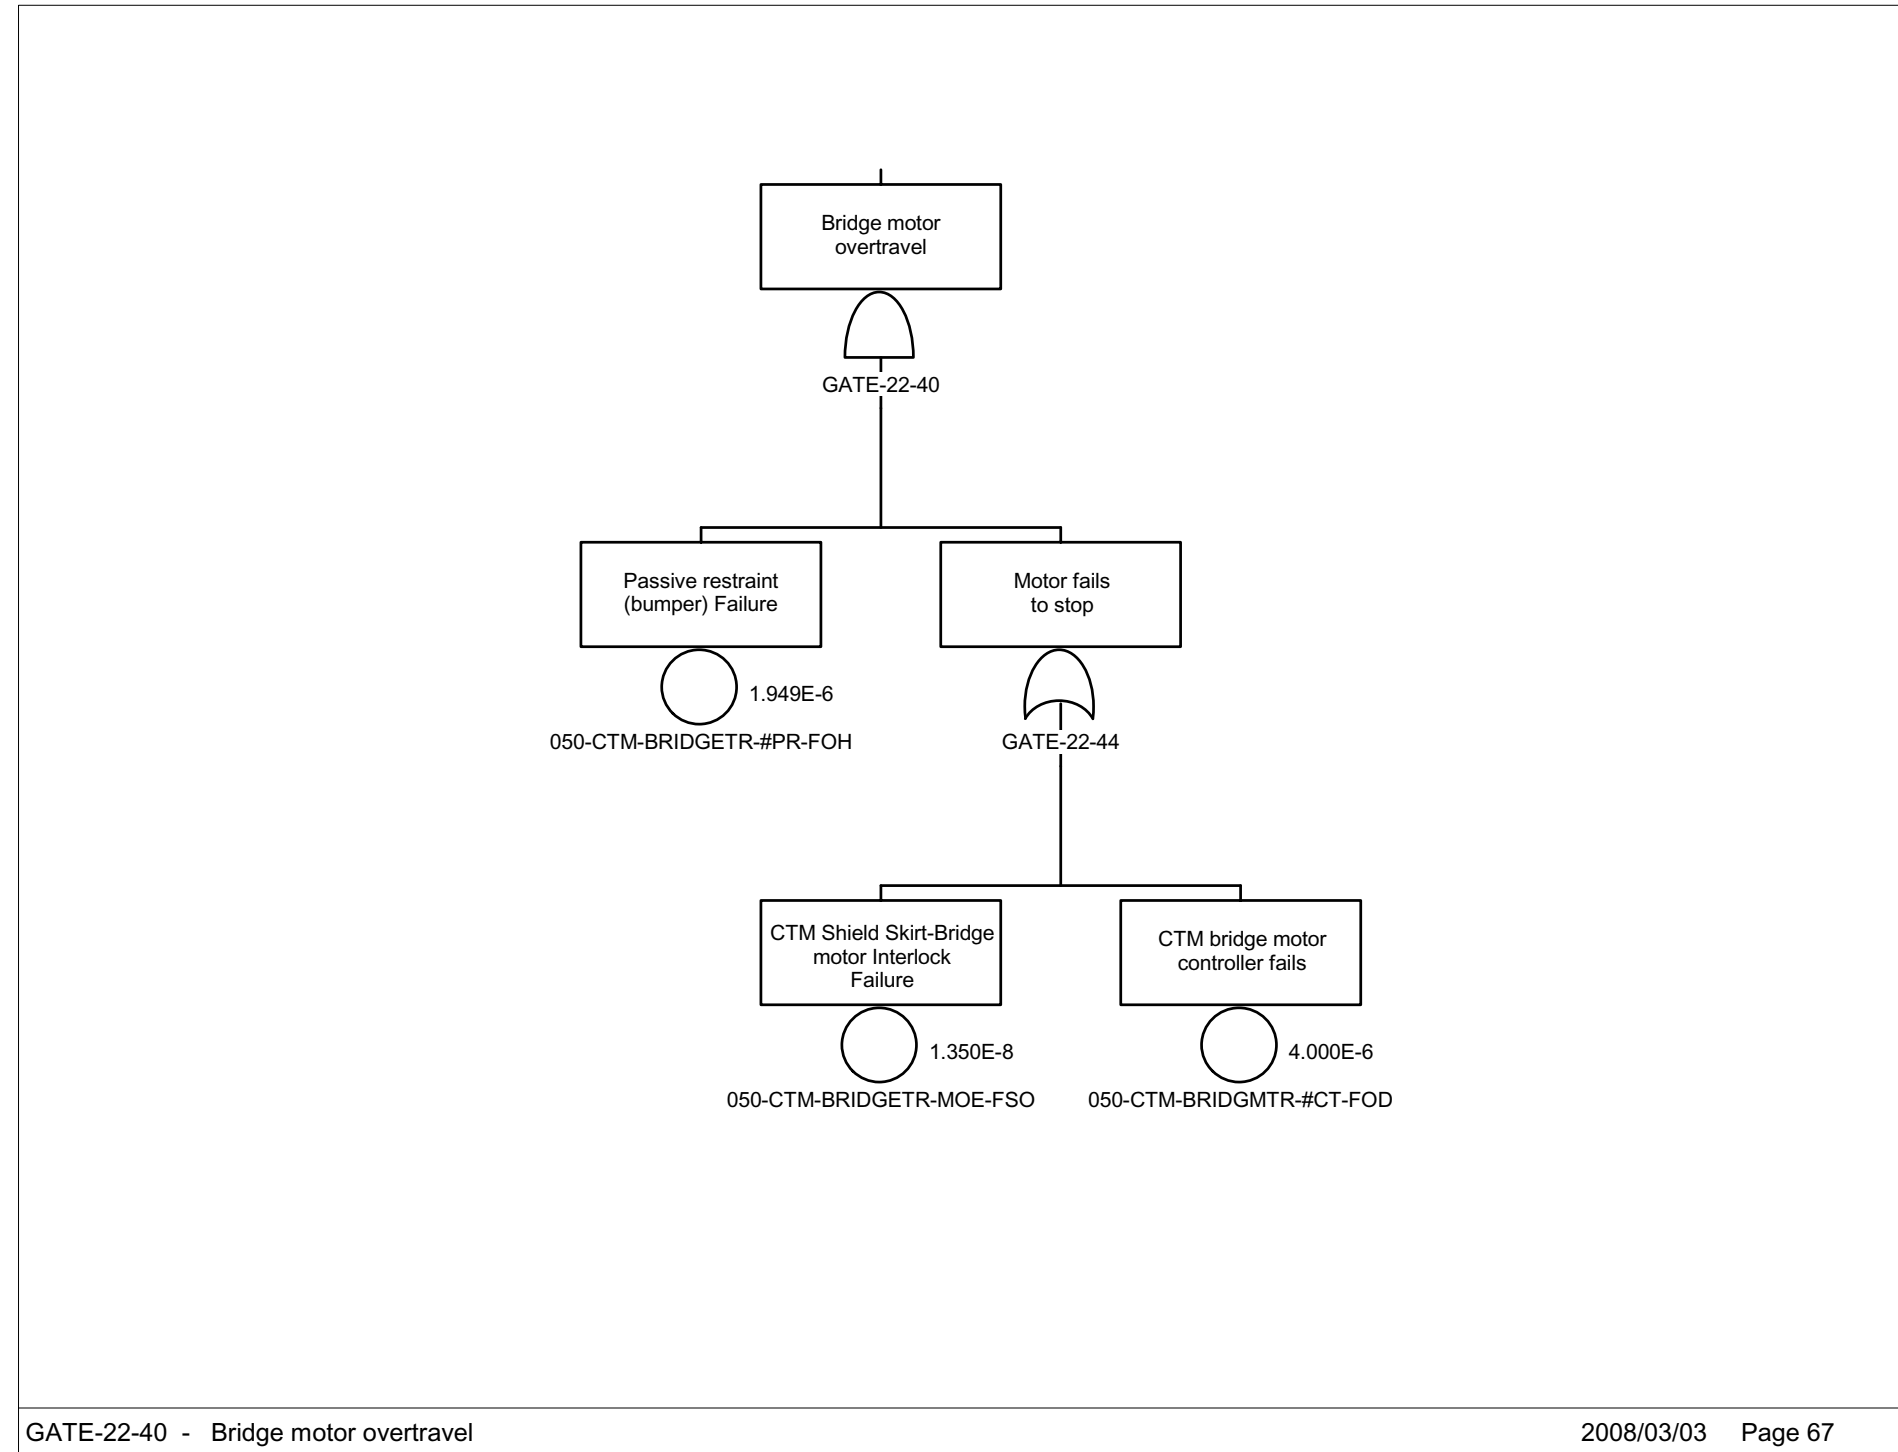 Bridge motor
overtravel
GATE-22-40
Passive restraint
(bumper) Failure
1.949E-6
050-CTM-BRIDGETR-#PR-FOH
Motor fails
to stop
GATE-22-44
CTM Shield Skirt-Bridge
motor Interlock
Failure
1.350E-8
050-CTM-BRIDGETR-MOE-FSO
CTM bridge motor
controller fails
4.000E-6
050-CTM-BRIDGMTR-#CT-FOD
GATE-22-40 - Bridge motor overtravel
2008/03/03 Page 67